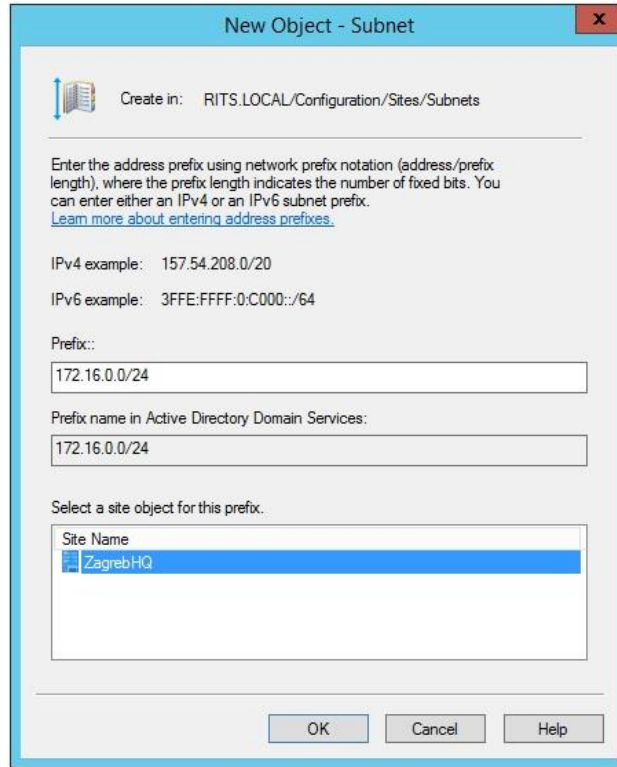 New Object - Subnet
x
Create in: RITS.LOCAL/Configuration/Sites/Subnets
Enter the address prefix using network prefix notation (address/prefix
length), where the prefix length indicates the number of fixed bits. You
can enter either an IPv4 or an IPv6 subnet prefix.
Learn more about entering address prefixes.
IPv4 example: 157.54.208.0/20
IPv6 example: 3FFE:FFFF:0:C000::/64
Prefix::
172.16.0.0/24
Prefix name in Active Directory Domain Services:
172.16.0.0/24
Select a site object for this prefix.
Site Name
ZagrebHQ
OK Cancel Help